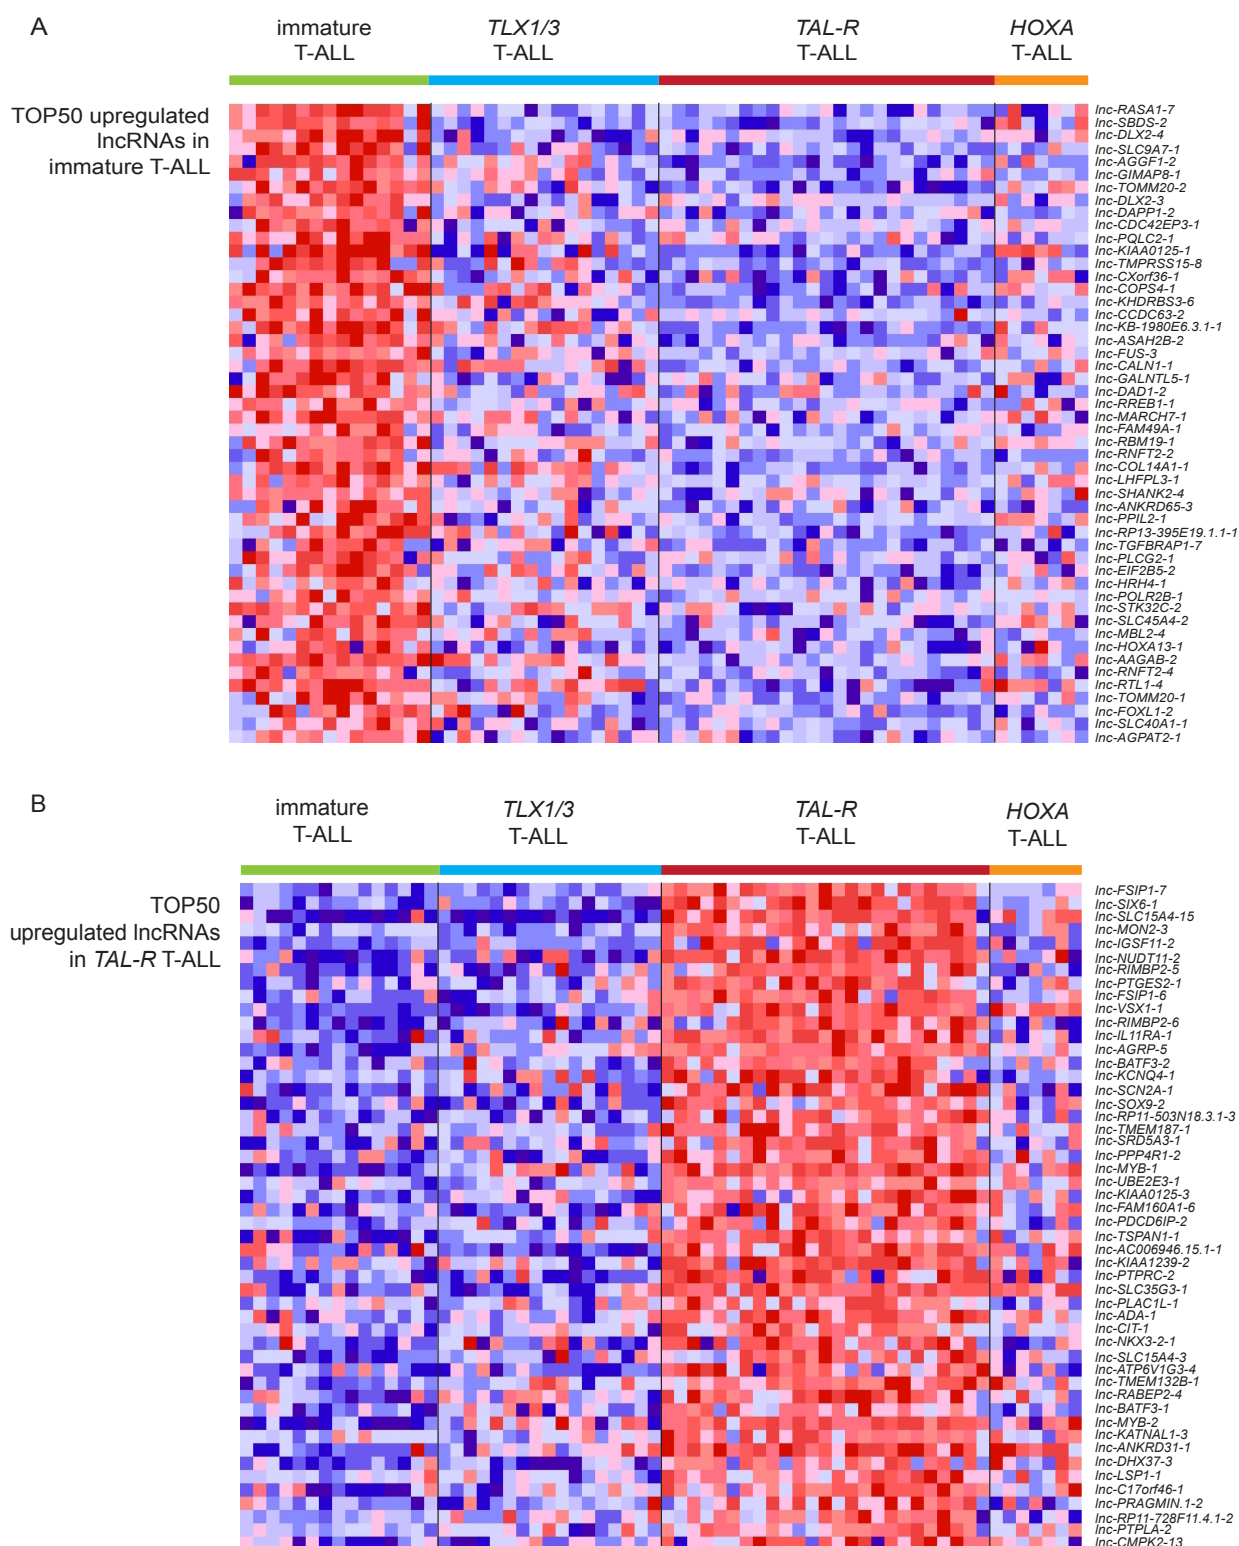 A
immature
T-ALL
TLX1/3
T-ALL
TAL-R
T-ALL
HOXA
T-ALL
TOP50 upregulated
lncRNAs in
immature T-ALL
lnc-RASA1-7
lnc-SBDS-2
lnc-DLX2-4
lnc-SLC9A7-1
lnc-AGGF1-2
lnc-GIMAP8-1
lnc-TOMM20-2
lnc-DLX2-3
lnc-DAPP1-2
lnc-CDC42EP3-1
lnc-PQLC2-1
lnc-KIAA0125-1
lnc-TMPRSS15-8
lnc-CXorf36-1
lnc-COPS4-1
lnc-KHDRBS3-6
lnc-CCDC63-2
lnc-KB-1980E6.3.1-1
lnc-ASAH2B-2
lnc-FUS-3
lnc-CALN1-1
lnc-GALNTL5-1
lnc-DAD1-2
lnc-RREB1-1
lnc-MARCH7-1
lnc-FAM49A-1
lnc-RBM19-1
lnc-RNFT2-2
lnc-COL14A1-1
lnc-LHFPL3-1
lnc-SHANK2-4
lnc-ANKRD65-3
lnc-PPIL2-1
lnc-RP13-395E19.1.1-1
lnc-TGFBRAP1-7
lnc-PLCG2-1
lnc-EIF2B5-2
lnc-HRH4-1
lnc-POLR2B-1
lnc-STK32C-2
lnc-SLC45A4-2
lnc-MBL2-4
lnc-HOXA13-1
lnc-AAGAB-2
lnc-RNFT2-4
lnc-RTL1-4
lnc-TOMM20-1
lnc-FOXL1-2
lnc-SLC40A1-1
lnc-AGPAT2-1
B
immature
T-ALL
TLX1/3
T-ALL
TAL-R
T-ALL
HOXA
T-ALL
TOP50
upregulated lncRNAs
in TAL-R T-ALL
lnc-FSIP1-7
lnc-SIX6-1
lnc-SLC15A4-15
lnc-MON2-3
lnc-IGSF11-2
lnc-NUDT11-2
lnc-RIMBP2-5
lnc-PTGES2-1
lnc-FSIP1-6
lnc-VSX1-1
lnc-RIMBP2-6
lnc-IL11RA-1
lnc-AGRP-5
lnc-BATF3-2
lnc-KCNQ4-1
lnc-SCN2A-1
lnc-SOX9-2
lnc-RP11-503N18.3.1-3
lnc-TMEM187-1
lnc-SRD5A3-1
lnc-PPP4R1-2
lnc-MYB-1
lnc-UBE2E3-1
lnc-KIAA0125-3
lnc-FAM160A1-6
lnc-PDCD6IP-2
lnc-TSPAN1-1
lnc-AC006946.15.1-1
lnc-KIAA1239-2
lnc-PTPRC-2
lnc-SLC35G3-1
lnc-PLAC1L-1
lnc-ADA-1
lnc-CIT-1
lnc-NKX3-2-1
lnc-SLC15A4-3
lnc-ATP6V1G3-4
lnc-TMEM132B-1
lnc-RABEP2-4
lnc-BATF3-1
lnc-MYB-2
lnc-KATNAL1-3
lnc-ANKRD31-1
lnc-DHX37-3
lnc-LSP1-1
lnc-C17orf46-1
lnc-PRAGMIN.1-2
lnc-RP11-728F11.4.1-2
lnc-PTPLA-2
lnc-CMPK2-13